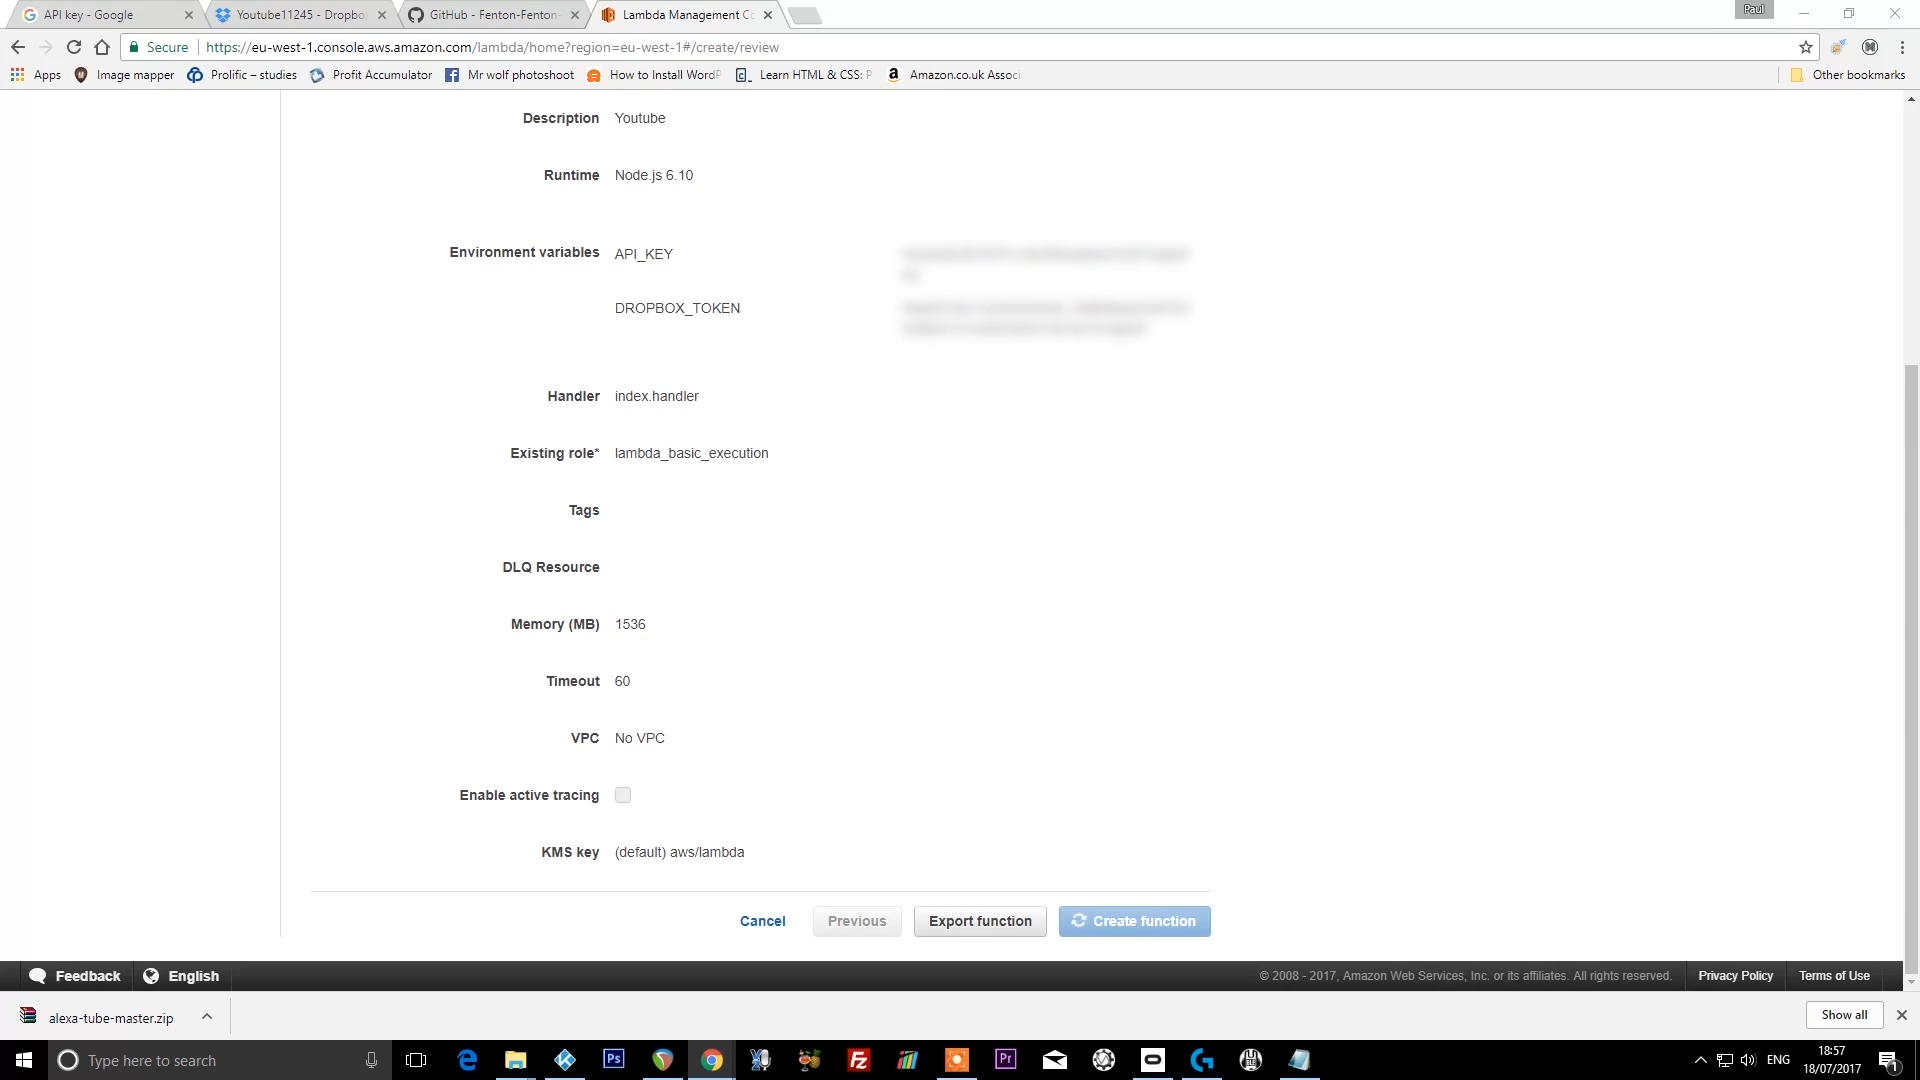 API key - Google
Youtube11245 - Dropbo
GitHub - Fenton-Fenton-
Lambda Management Co
Paul
Secure
https://eu-west-1.console.aws.amazon.com/lambda/home?region=eu-west-1#/create/review
Apps
Image mapper
Prolific – studies
Profit Accumulator
Mr wolf photoshoot
How to Install WordP
Learn HTML & CSS: P
Amazon.co.uk Associ
Other bookmarks
Description Youtube
Runtime Node.js 6.10
Environment variables API_KEY
DROPBOX_TOKEN
Handler index.handler
Existing role* lambda_basic_execution
Tags
DLQ Resource
Memory (MB) 1536
Timeout 60
VPC No VPC
Enable active tracing
KMS key (default) aws/lambda
Cancel
Previous
Export function
Create function
Feedback
English
© 2008 - 2017, Amazon Web Services, Inc. or its affiliates. All rights reserved.
Privacy Policy
Terms of Use
alexa-tube-master.zip
Show all
Type here to search
Ps
Fz
Pr
ENG
18:57
18/07/2017
1